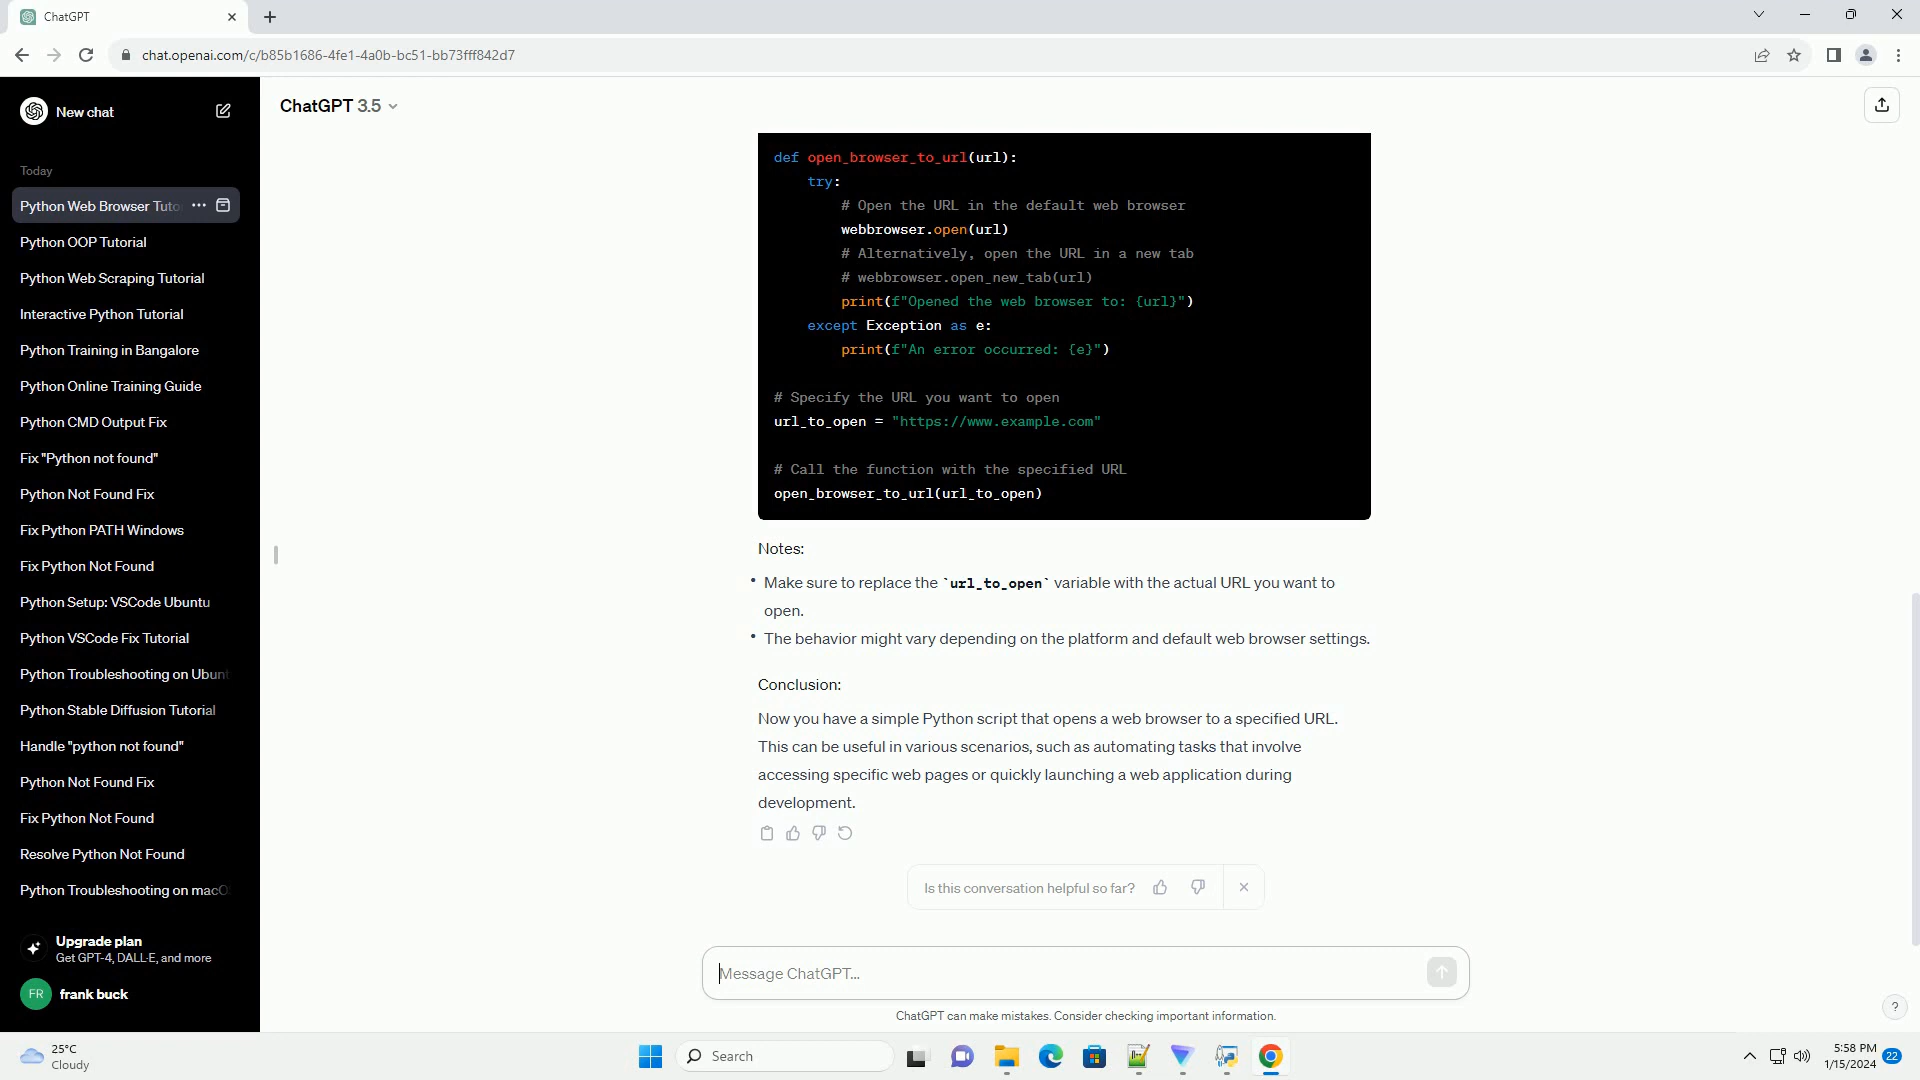 ChatGPT
chat.openai.com/c/b85b1686-4fe1-4a0b-bc51-bb73fff842d7
New chat
Today
Python Web Browser Tuto
Python OOP Tutorial
Python Web Scraping Tutorial
Interactive Python Tutorial
Python Training in Bangalore
Python Online Training Guide
Python CMD Output Fix
Fix "Python not found"
Python Not Found Fix
Fix Python PATH Windows
Fix Python Not Found
Python Setup: VSCode Ubuntu
Python VSCode Fix Tutorial
Python Troubleshooting on Ubunt
Python Stable Diffusion Tutorial
Handle "python not found"
Python Not Found Fix
Fix Python Not Found
Resolve Python Not Found
Python Troubleshooting on macO
Upgrade plan
Get GPT-4, DALL·E, and more
FR frank buck
ChatGPT 3.5
def open_browser_to_url(url):
try:
# Open the URL in the default web browser
webbrowser.open(url)
# Alternatively, open the URL in a new tab
# webbrowser.open_new_tab(url)
print(f"Opened the web browser to: {url}")
except Exception as e:
print(f"An error occurred: {e}")
# Specify the URL you want to open
url_to_open = "https://www.example.com"
# Call the function with the specified URL
open_browser_to_url(url_to_open)
Notes:
• Make sure to replace the `url_to_open` variable with the actual URL you want to
open.
• The behavior might vary depending on the platform and default web browser settings.
Conclusion:
Now you have a simple Python script that opens a web browser to a specified URL.
This can be useful in various scenarios, such as automating tasks that involve
accessing specific web pages or quickly launching a web application during
development.
Is this conversation helpful so far?
Message ChatGPT...
ChatGPT can make mistakes. Consider checking important information.
?
25°C
Cloudy
Search
5:58 PM
1/15/2024
22